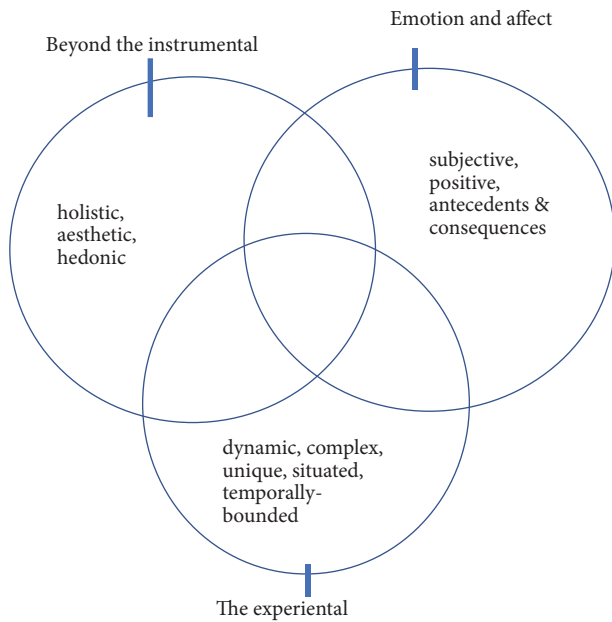 Emotion and affect
Beyond the instrumental
subjective,
positive,
antecedents &
consequences
holistic,
aesthetic,
hedonic
dynamic, complex,
unique, situated,
temporally-
bounded
The experiental